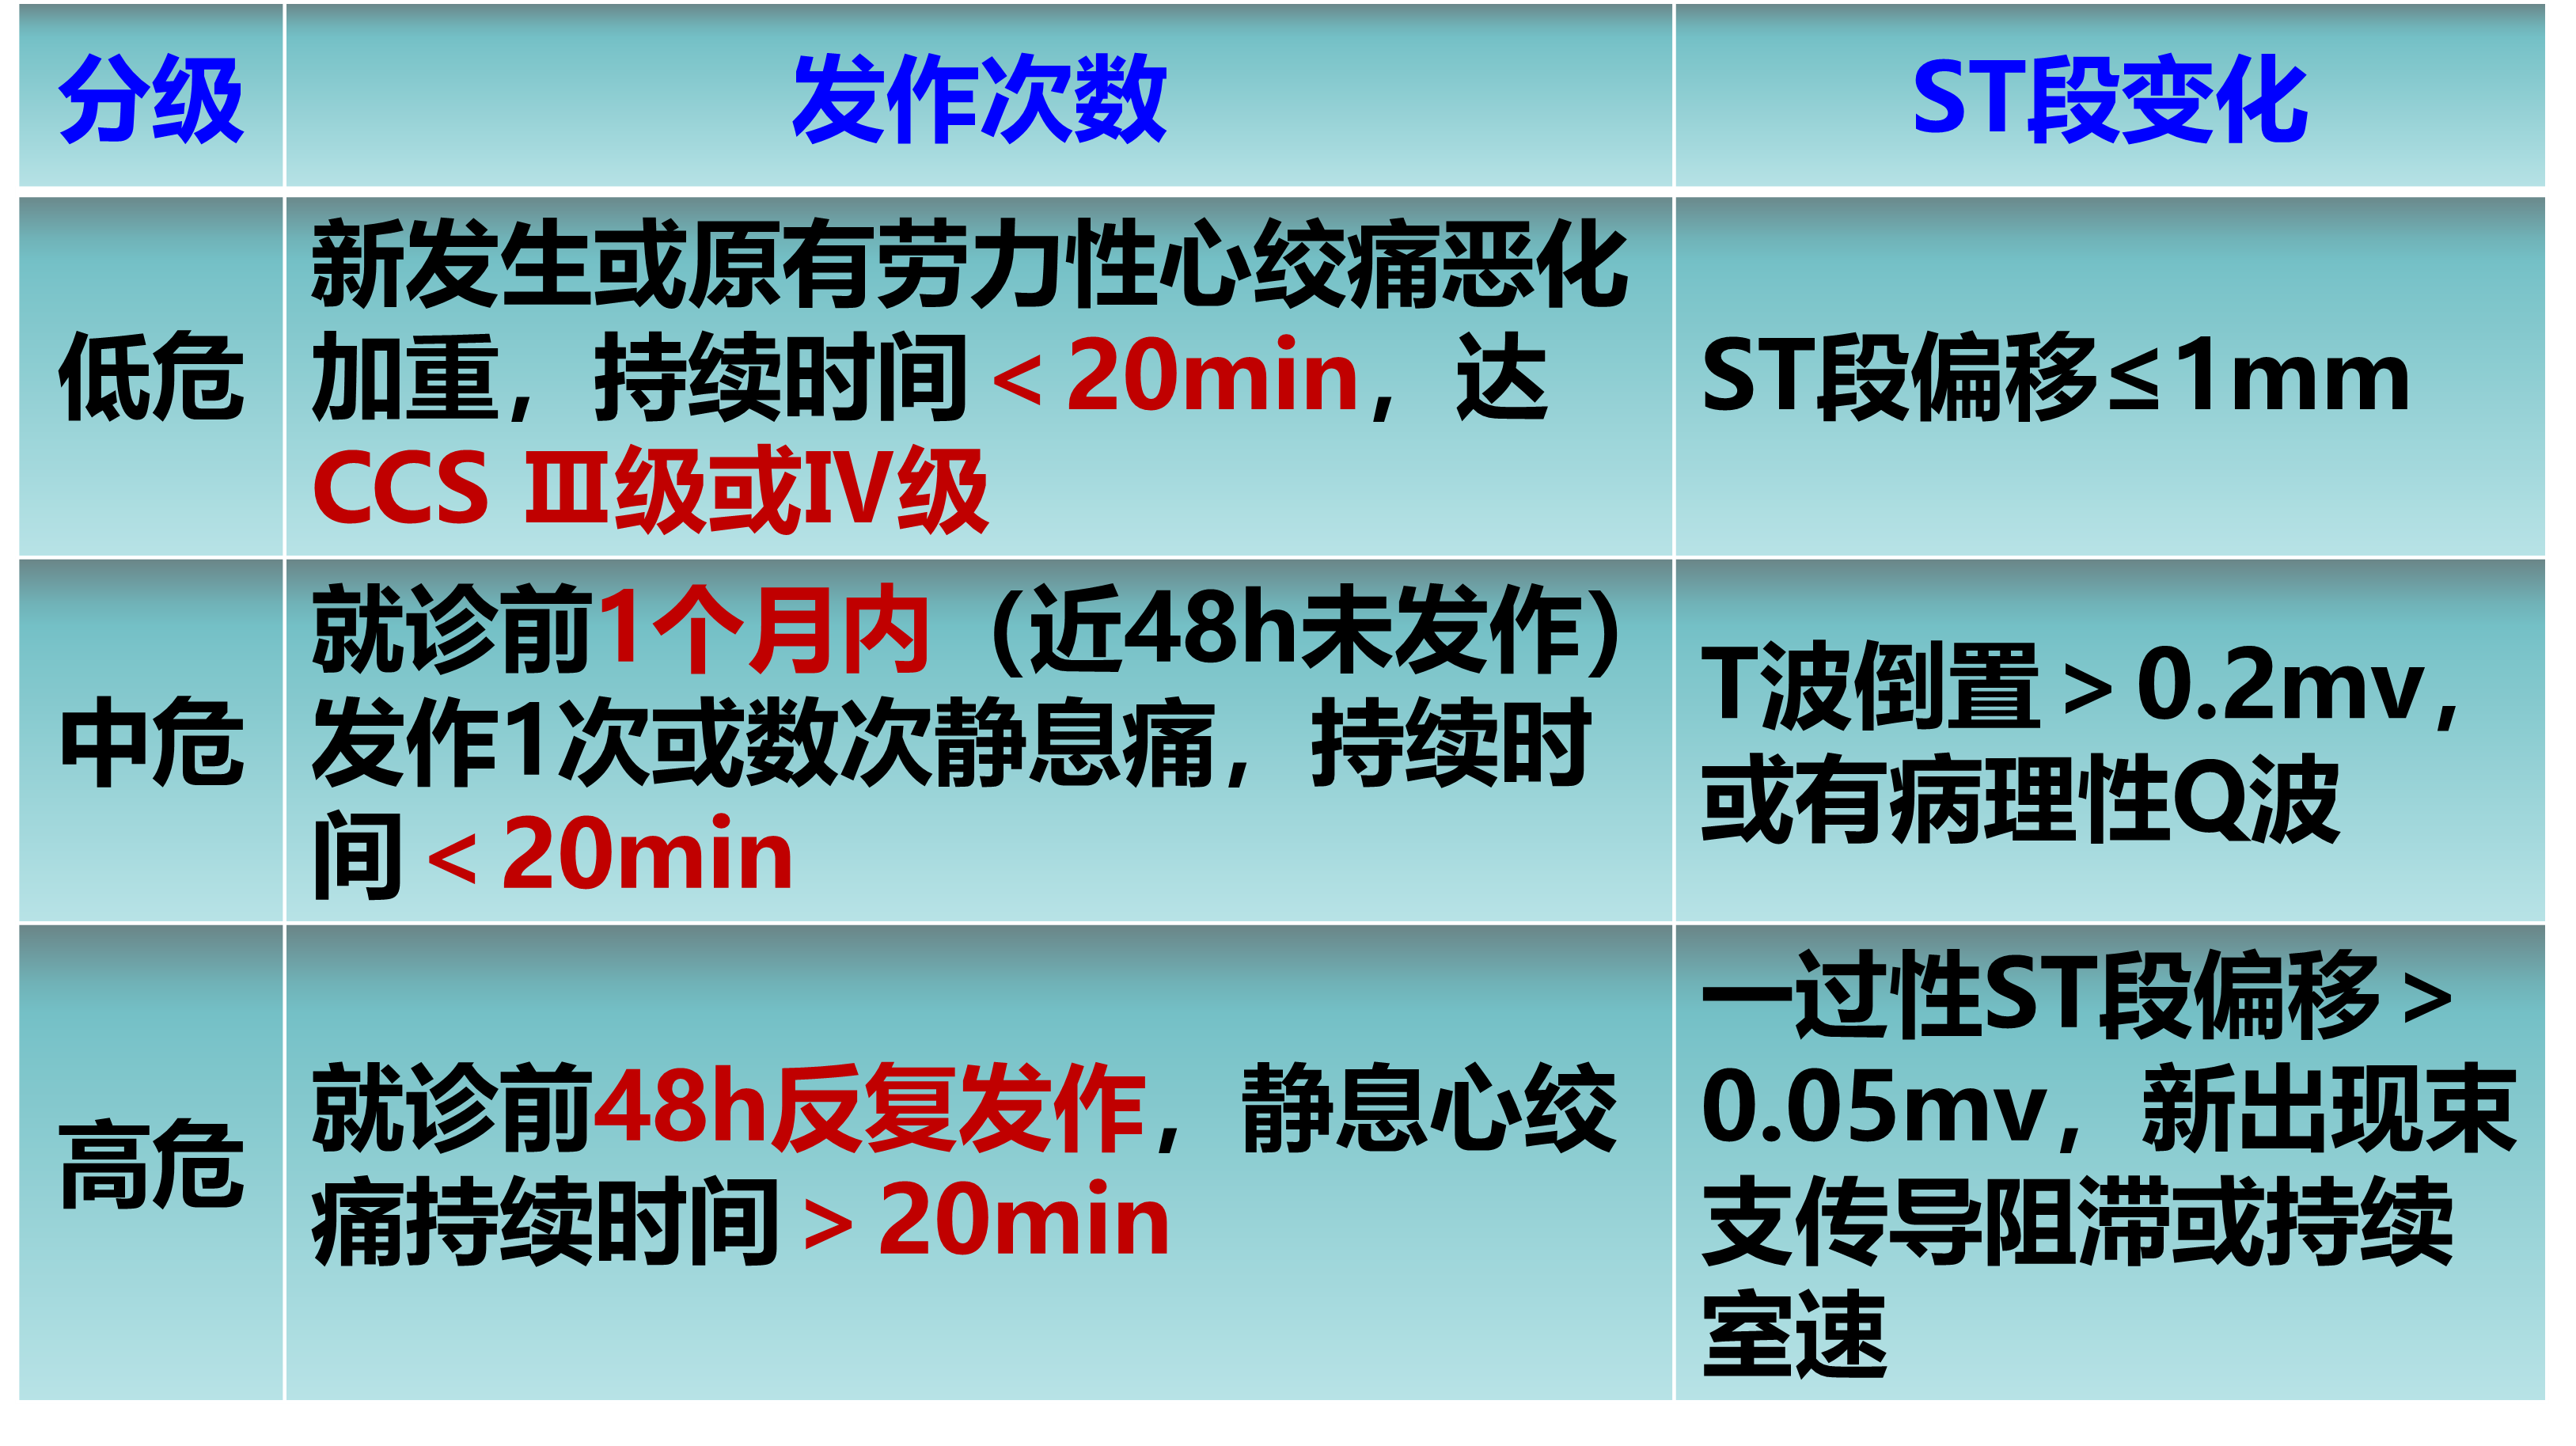 分级
发作次数
ST段变化
低危
新发生或原有劳力性心绞痛恶化
加重，持续时间＜20min，达
CCS Ⅲ级或Ⅳ级
ST段偏移≤1mm
中危
就诊前1个月内（近48h未发作）
发作1次或数次静息痛，持续时
间＜20min
T波倒置＞0.2mv，
或有病理性Q波
高危
就诊前48h反复发作，静息心绞
痛持续时间＞20min
一过性ST段偏移＞
0.05mv，新出现束
支传导阻滞或持续
室速